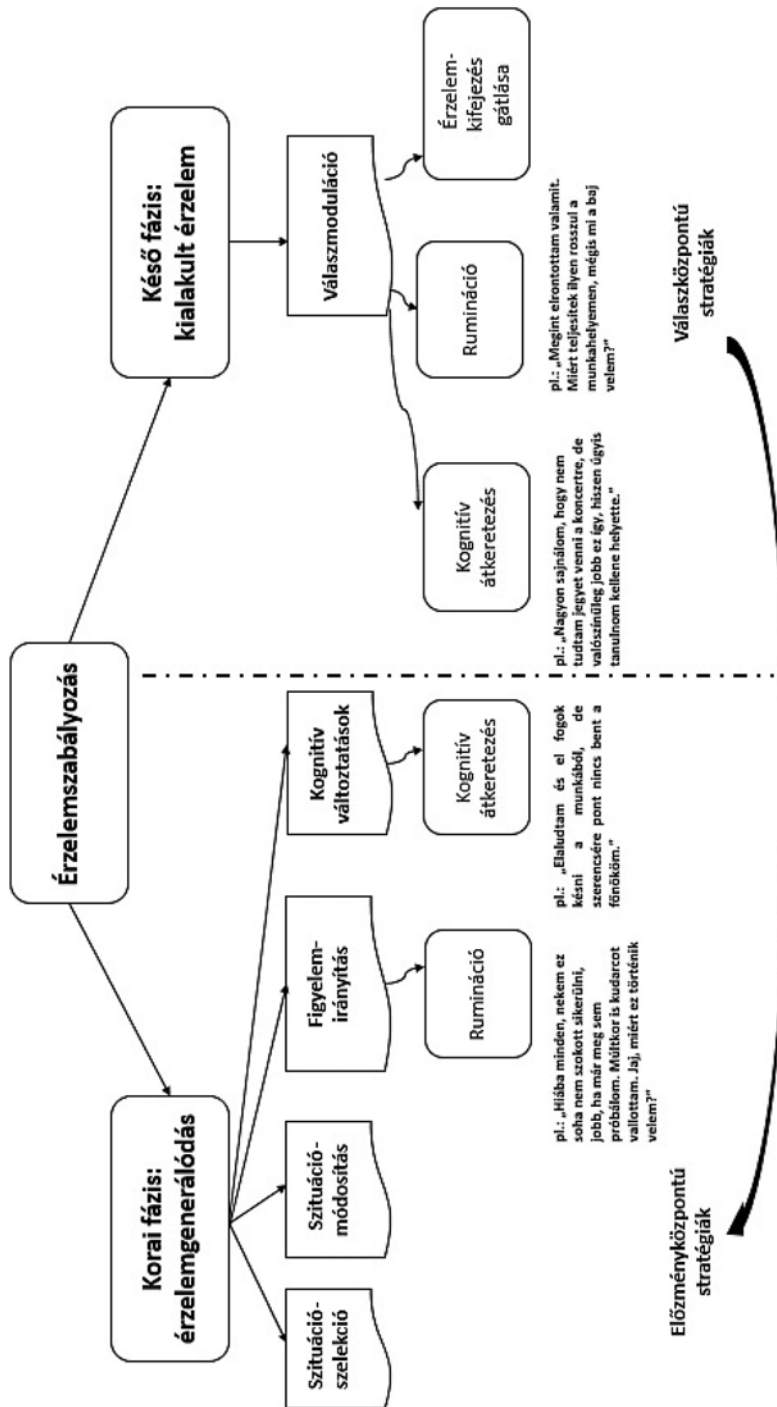 Érzelemszabályozás
Korai fázis:
érzelemgenerálódás
Késő fázis:
kialakult érzelem
Szituáció-
szelekció
Szituáció-
módosítás
Figyelem-
irányítás
Kognitív
változtatások
Válaszmoduláció
Rumináció
Kognitív
átkeretezés
Kognitív
átkeretezés
Rumináció
Érzelem-
kifejezés
gátlása
pl.: „Hiába minden, nekem ez
soha nem szokott sikerülni,
jobb, ha már meg sem
próbálom. Múltkor is kudarcot
vallottam. Jaj, miért ez történik
velem?”
pl.: „Elaludtam és el fogok
késni a munkából, de
szerencsére pont nincs bent a
főnököm.”
pl.: „Nagyon sajnálom, hogy nem
tudtam jegyet venni a koncertre, de
valószínűleg jobb ez így, hiszen úgyis
tanulnom kellene helyette.”
pl.: „Megint elrontottam valamit.
Miért teljesítek ilyen rosszul a
munkahelyemen, mégis mi a baj
velem?”
Előzményközpontú
stratégiák
Válaszközpontú
stratégiák